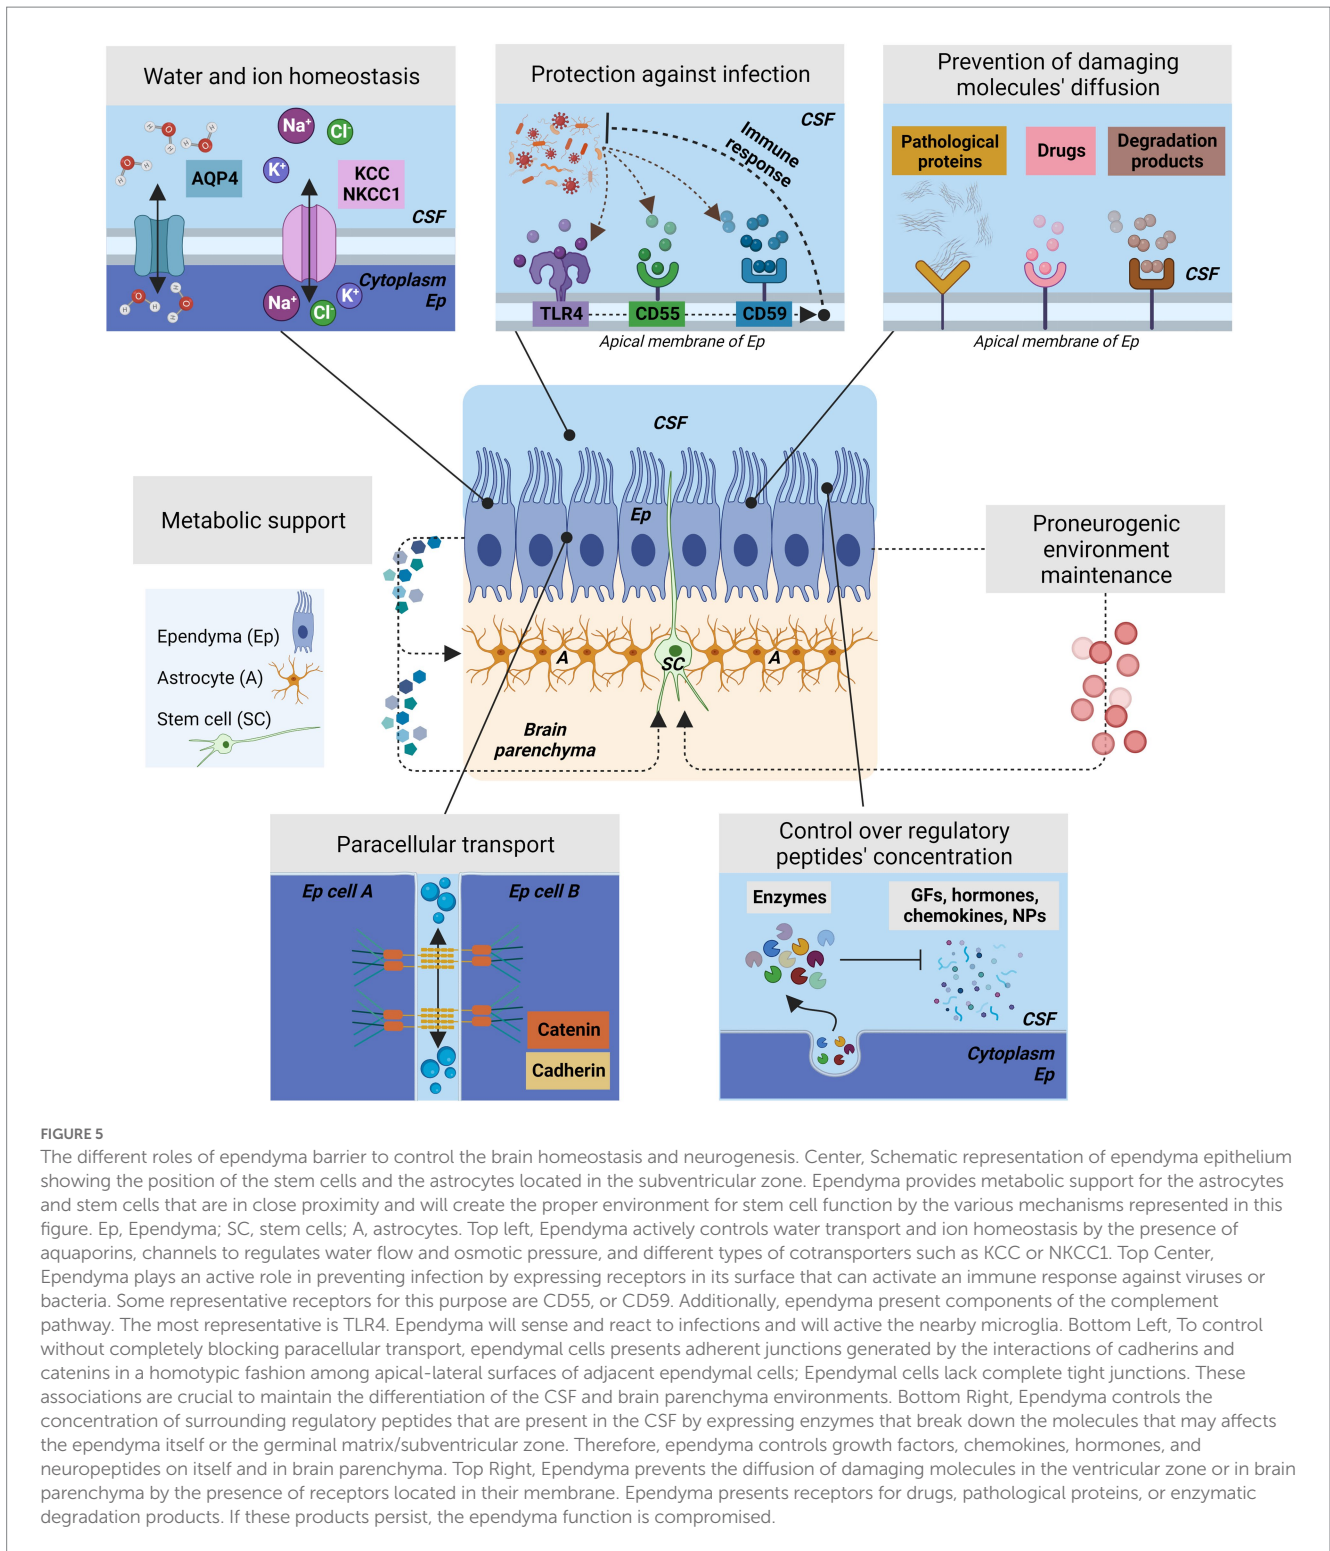 Water and ion homeostasis
H
O
H
H
O
H
H
O
H
Na⁺
Cl⁻
K⁺
AQP4
KCC
NKCC1
CSF
Cytoplasm
Ep
H
O
H
H
O
H
Na⁺
Cl⁻
K⁺
Protection against infection
CSF
Immune
response
TLR4
CD55
CD59
Apical membrane of Ep
Prevention of damaging
molecules' diffusion
Pathological
proteins
Drugs
Degradation
products
CSF
Apical membrane of Ep
CSF
Ep
A
SC
A
Brain
parenchyma
Metabolic support
Ependyma (Ep)
Astrocyte (A)
Stem cell (SC)
Proneurogenic
environment
maintenance
Paracellular transport
Ep cell A
Ep cell B
Catenin
Cadherin
Control over regulatory
peptides' concentration
Enzymes
GFs, hormones,
chemokines, NPs
CSF
Cytoplasm
Ep
FIGURE 5
The different roles of ependyma barrier to control the brain homeostasis and neurogenesis. Center, Schematic representation of ependyma epithelium
showing the position of the stem cells and the astrocytes located in the subventricular zone. Ependyma provides metabolic support for the astrocytes
and stem cells that are in close proximity and will create the proper environment for stem cell function by the various mechanisms represented in this
figure. Ep, Ependyma; SC, stem cells; A, astrocytes. Top left, Ependyma actively controls water transport and ion homeostasis by the presence of
aquaporins, channels to regulates water flow and osmotic pressure, and different types of cotransporters such as KCC or NKCC1. Top Center,
Ependyma plays an active role in preventing infection by expressing receptors in its surface that can activate an immune response against viruses or
bacteria. Some representative receptors for this purpose are CD55, or CD59. Additionally, ependyma present components of the complement
pathway. The most representative is TLR4. Ependyma will sense and react to infections and will active the nearby microglia. Bottom Left, To control
without completely blocking paracellular transport, ependymal cells presents adherent junctions generated by the interactions of cadherins and
catenins in a homotypic fashion among apical-lateral surfaces of adjacent ependymal cells; Ependymal cells lack complete tight junctions. These
associations are crucial to maintain the differentiation of the CSF and brain parenchyma environments. Bottom Right, Ependyma controls the
concentration of surrounding regulatory peptides that are present in the CSF by expressing enzymes that break down the molecules that may affects
the ependyma itself or the germinal matrix/subventricular zone. Therefore, ependyma controls growth factors, chemokines, hormones, and
neuropeptides on itself and in brain parenchyma. Top Right, Ependyma prevents the diffusion of damaging molecules in the ventricular zone or in brain
parenchyma by the presence of receptors located in their membrane. Ependyma presents receptors for drugs, pathological proteins, or enzymatic
degradation products. If these products persist, the ependyma function is compromised.